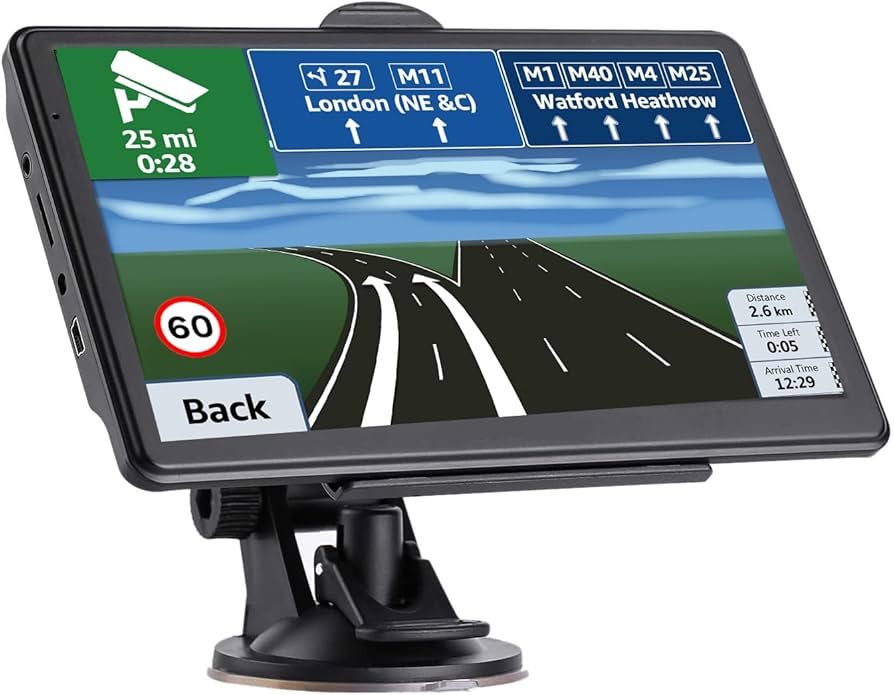 25 mi
0:28
27 M11
London (NE &C)
M1 M40 M4 M25
Watford Heathrow
60
Back
Distance
2.6 km
Time Left
0:05
Arrival Time
12:29